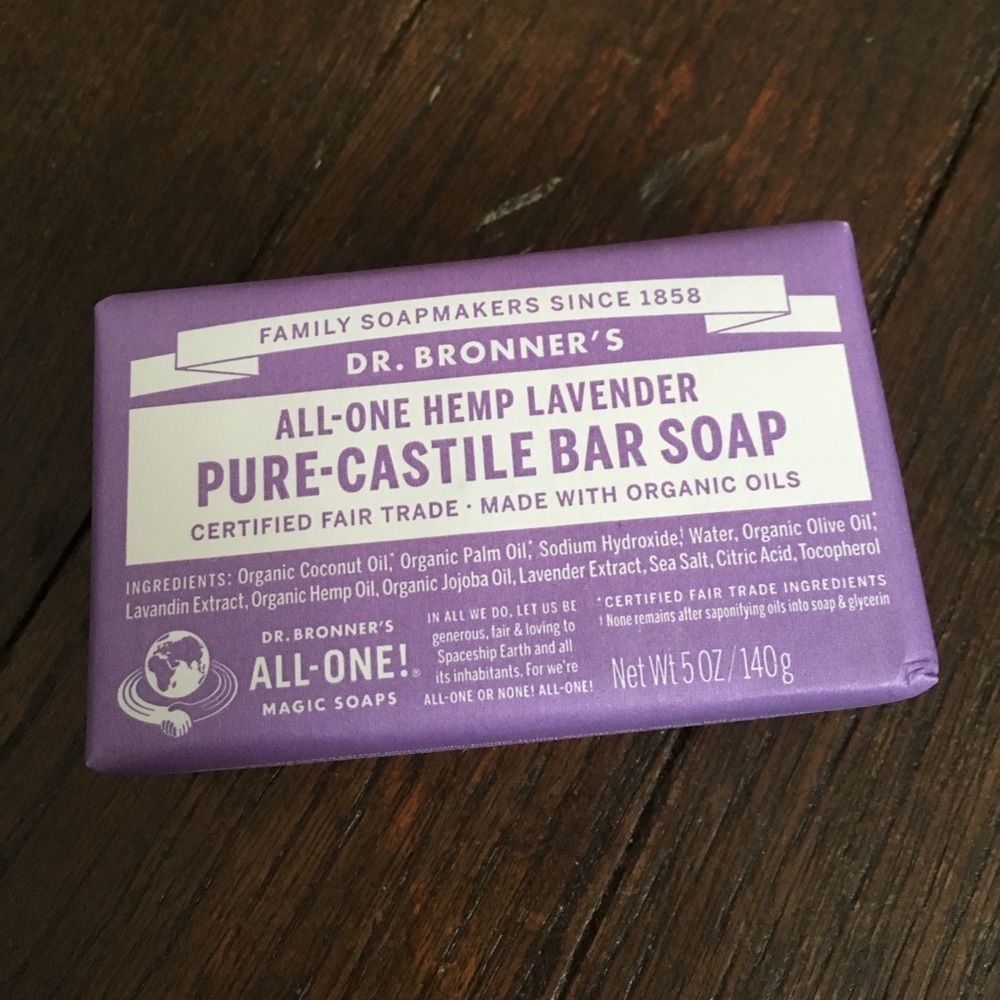 FAMILY SOAPMAKERS SINCE 1858
DR. BRONNER'S
ALL-ONE HEMP LAVENDER
PURE-CASTILE BAR SOAP
CERTIFIED FAIR TRADE · MADE WITH ORGANIC OILS
INGREDIENTS: Organic Coconut Oil,* Organic Palm Oil,* Sodium Hydroxide,† Water, Organic Olive Oil,*
Lavandin Extract, Organic Hemp Oil, Organic Jojoba Oil, Lavender Extract, Sea Salt, Citric Acid, Tocopherol
DR. BRONNER'S
ALL-ONE!®
MAGIC SOAPS
IN ALL WE DO, LET US BE
generous, fair & loving to
Spaceship Earth and all
its inhabitants. For we're
ALL-ONE OR NONE! ALL-ONE!
*CERTIFIED FAIR TRADE INGREDIENTS
† None remains after saponifying oils into soap & glycerin
Net Wt 5 OZ / 140g